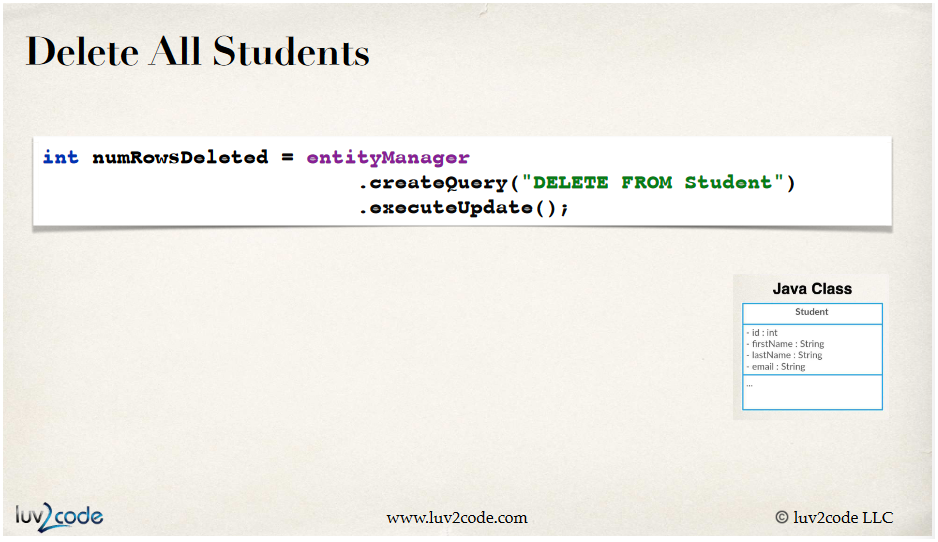 Delete All Students
int numRowsDeleted = entityManager
.createQuery("DELETE FROM Student")
.executeUpdate();
Java Class
Student
- id : int
- firstName : String
- lastName : String
- email : String
...
luv2code
www.luv2code.com
© luv2code LLC